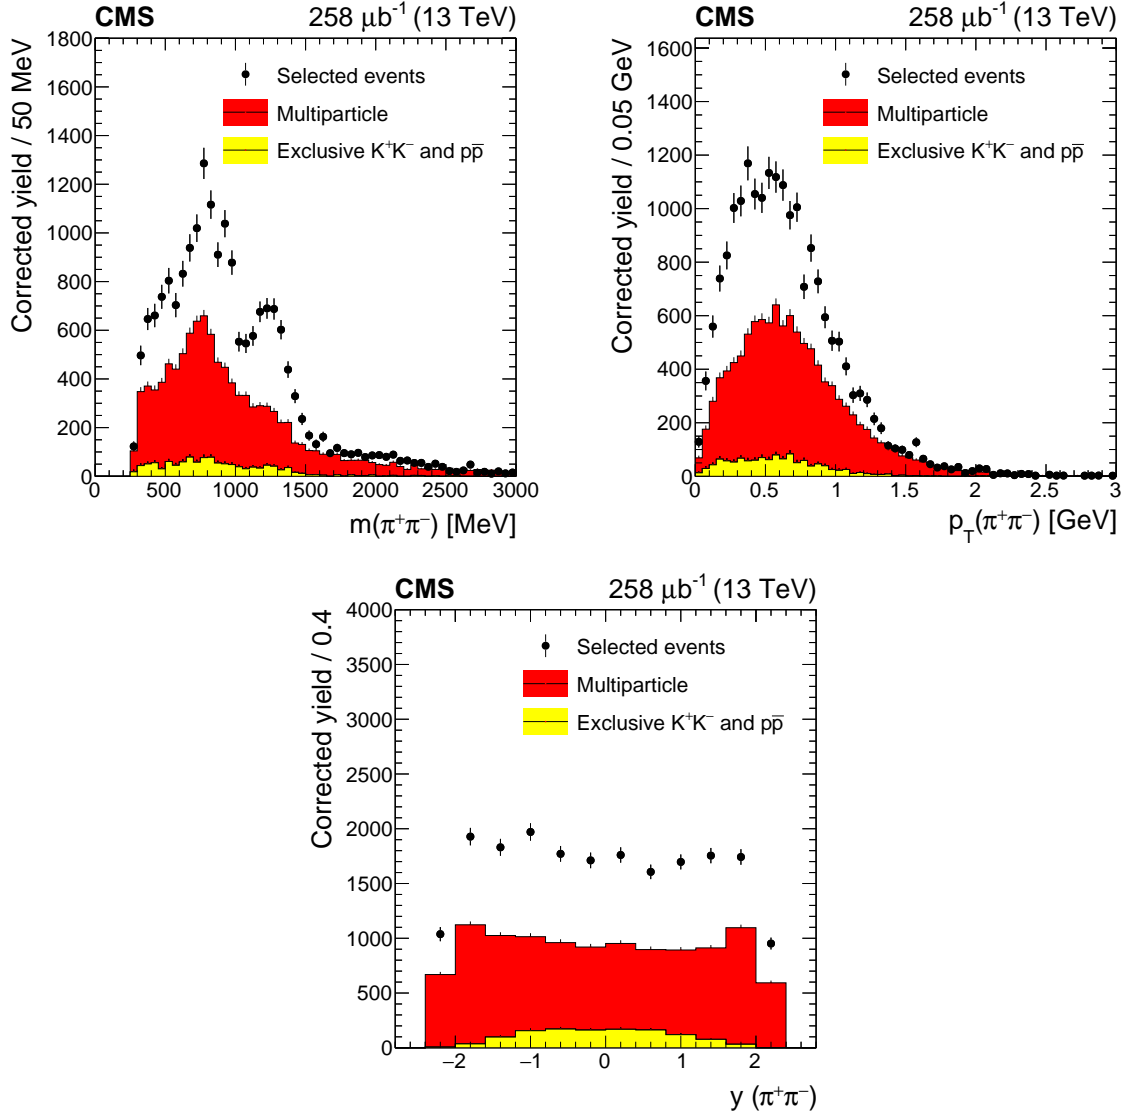 CMS 258 μb⁻¹ (13 TeV)
Corrected yield / 50 MeV
1800
1600
1400
1200
1000
800
600
400
200
0
Selected events
Multiparticle
Exclusive K⁺K⁻ and pp̅
0 500 1000 1500 2000 2500 3000
m(π⁺π⁻) [MeV]
CMS 258 μb⁻¹ (13 TeV)
Corrected yield / 0.05 GeV
1600
1400
1200
1000
800
600
400
200
0
Selected events
Multiparticle
Exclusive K⁺K⁻ and pp̅
0 0.5 1 1.5 2 2.5 3
p_T(π⁺π⁻) [GeV]
CMS 258 μb⁻¹ (13 TeV)
Corrected yield / 0.4
4000
3500
3000
2500
2000
1500
1000
500
0
Selected events
Multiparticle
Exclusive K⁺K⁻ and pp̅
−2 −1 0 1 2
y (π⁺π⁻)